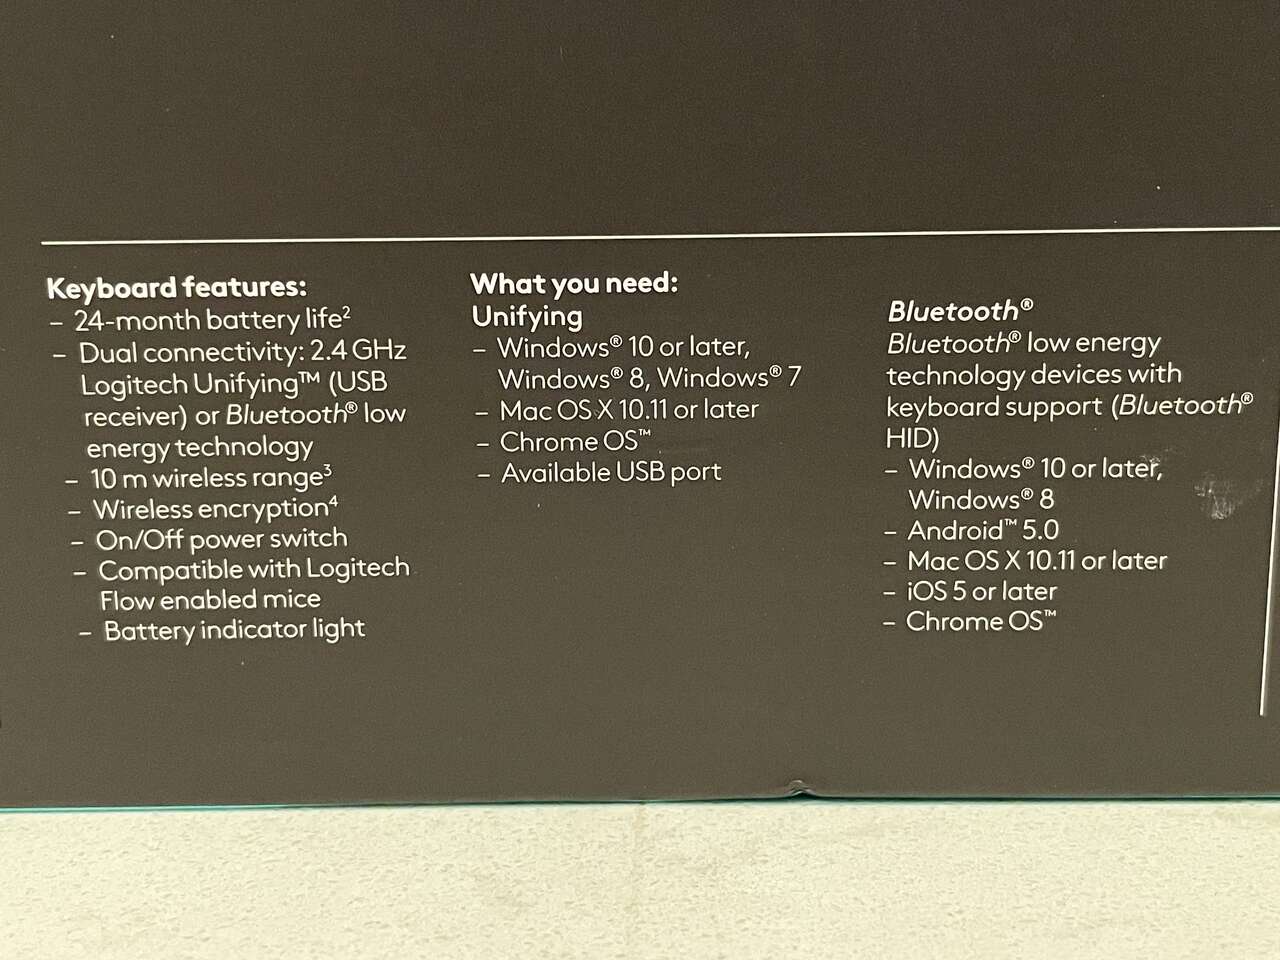 Keyboard features:
– 24-month battery life²
– Dual connectivity: 2.4 GHz
Logitech Unifying™ (USB
receiver) or Bluetooth® low
energy technology
– 10 m wireless range³
– Wireless encryption⁴
– On/Off power switch
– Compatible with Logitech
Flow enabled mice
– Battery indicator light
What you need:
Unifying
– Windows® 10 or later,
Windows® 8, Windows® 7
– Mac OS X 10.11 or later
– Chrome OS™
– Available USB port
Bluetooth®
Bluetooth® low energy
technology devices with
keyboard support (Bluetooth®
HID)
– Windows® 10 or later,
Windows® 8
– Android™ 5.0
– Mac OS X 10.11 or later
– iOS 5 or later
– Chrome OS™